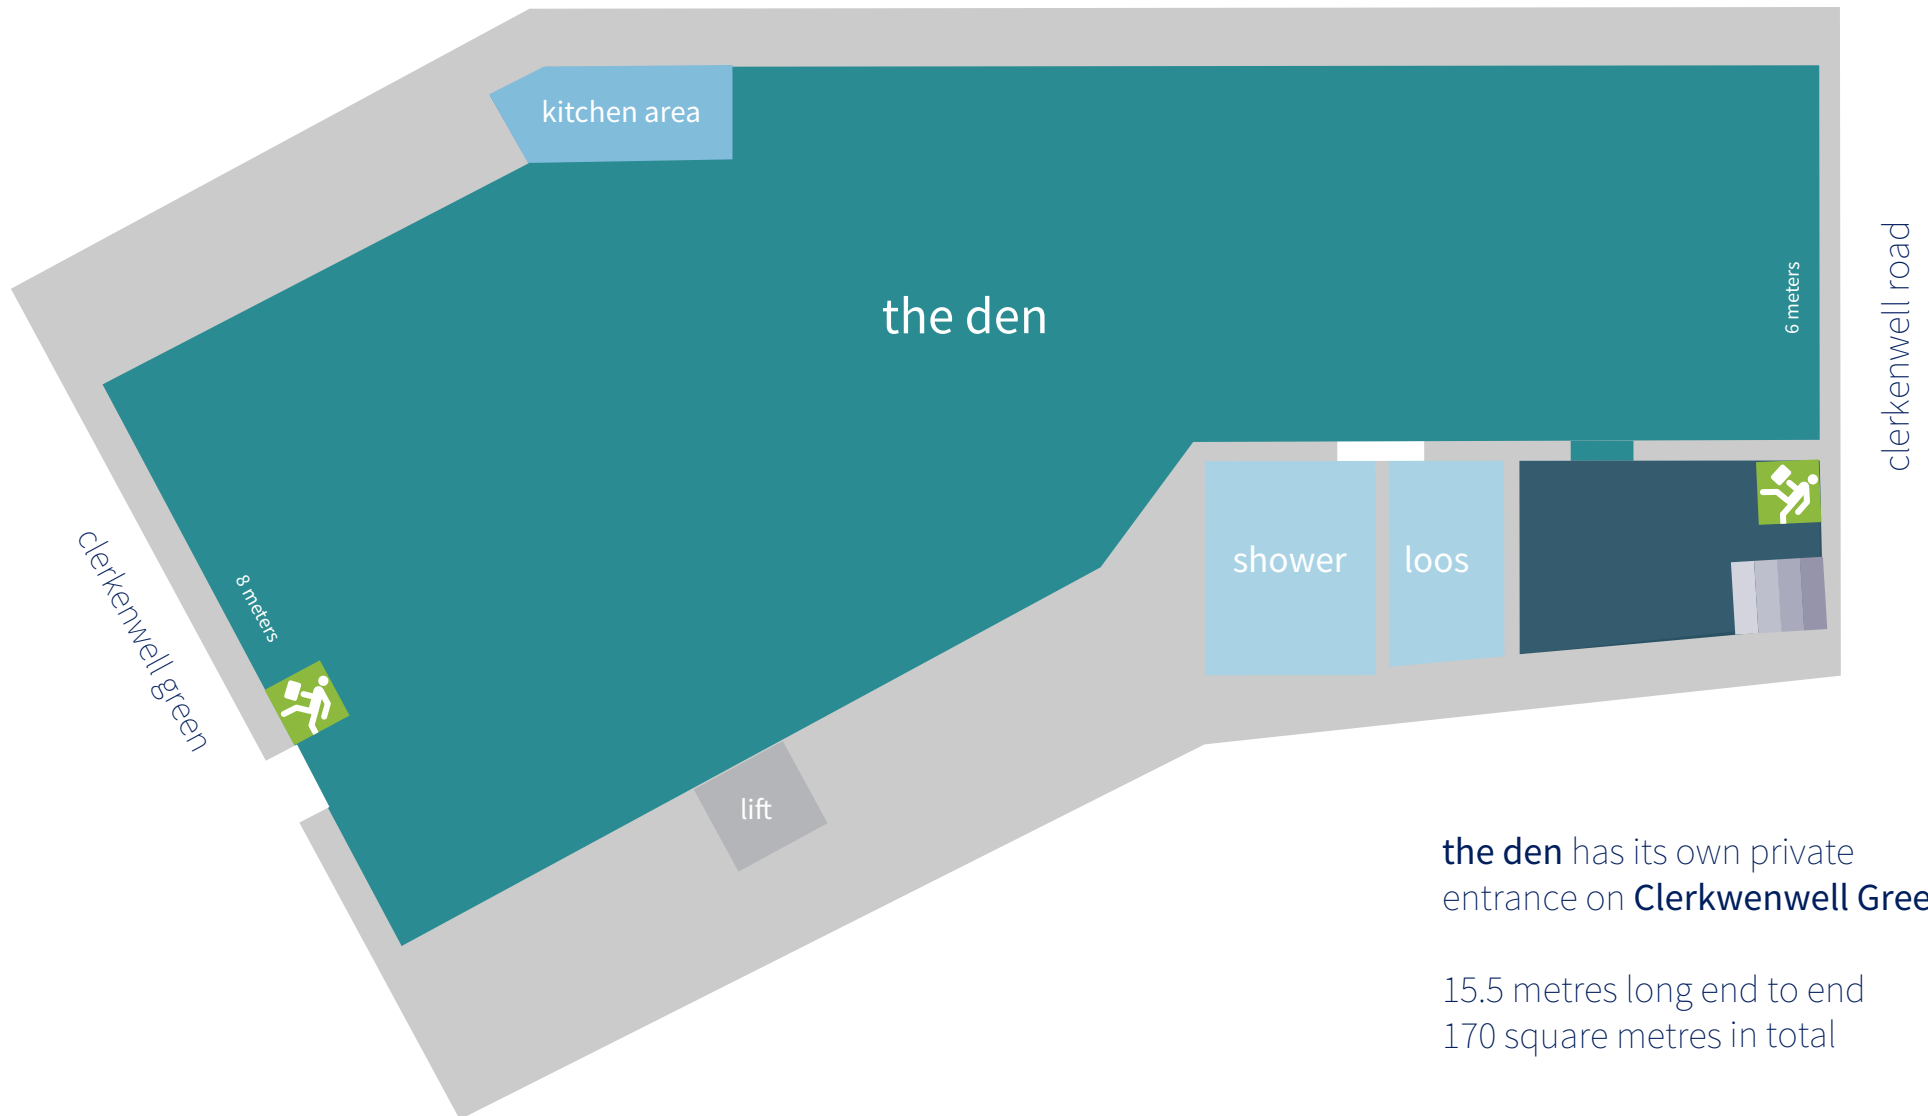 kitchen area
the den
6 meters
clerkenwell road
8 meters
clerkenwell green
shower
loos
lift
the den has its own private
entrance on Clerkwenwell Gree
15.5 metres long end to end
170 square metres in total